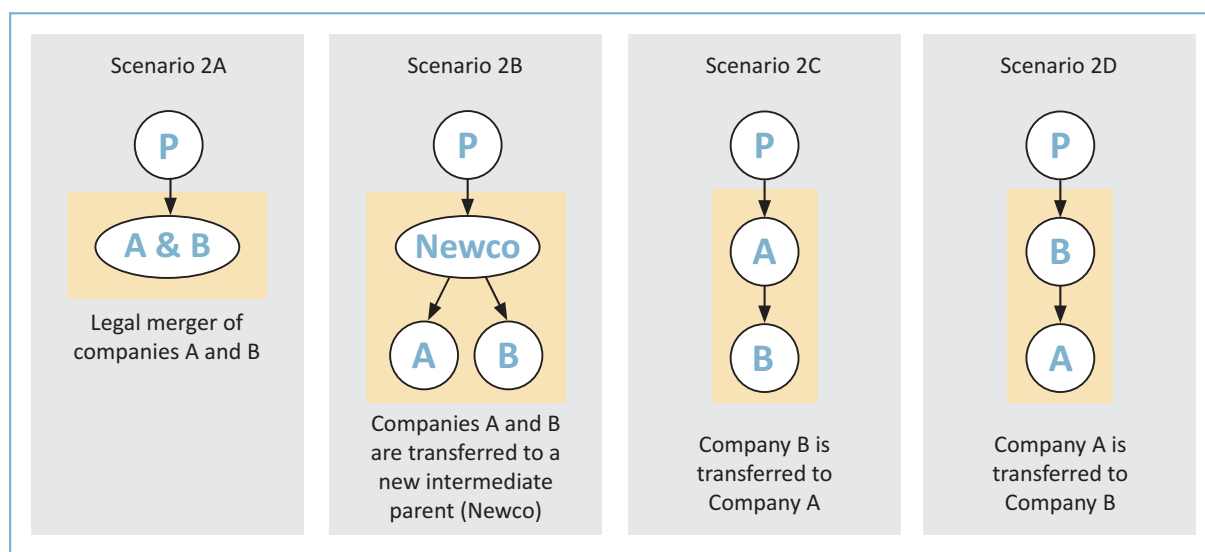 Scenario 2A
P
A & B
Legal merger of
companies A and B
Scenario 2B
P
Newco
A B
Companies A and B
are transferred to a
new intermediate
parent (Newco)
Scenario 2C
P
A
B
Company B is
transferred to
Company A
Scenario 2D
P
B
A
Company A is
transferred to
Company B